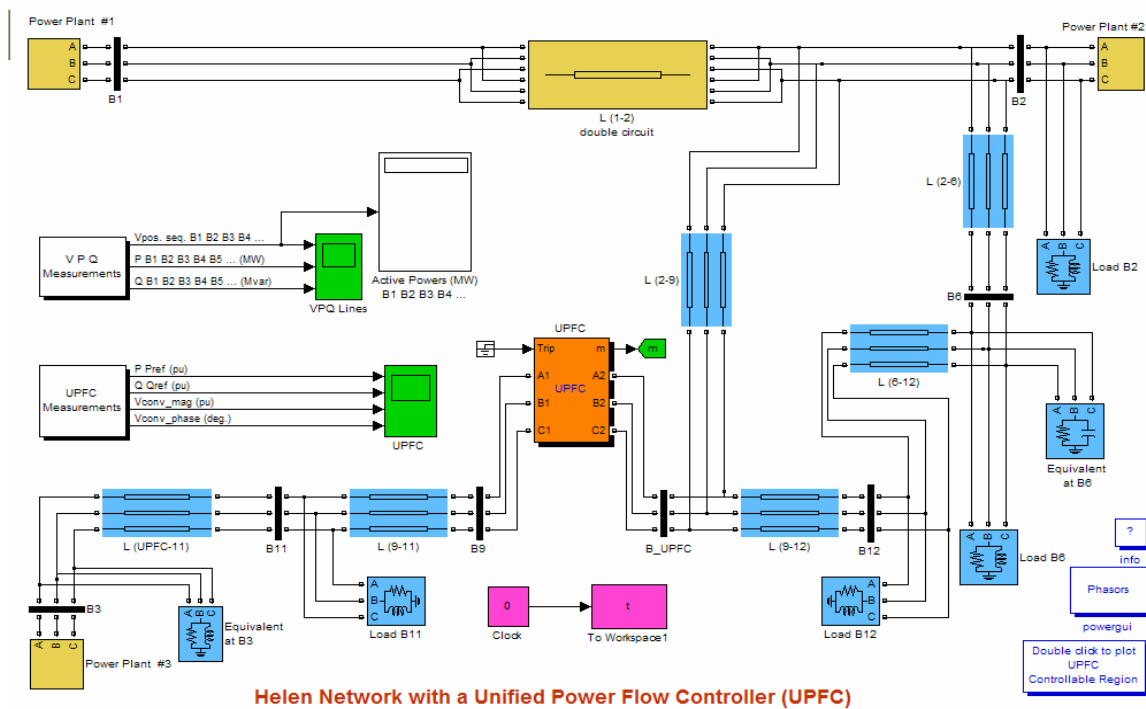 Power Plant #1
A
B
C
B1
L (1-2)
double circuit
Power Plant #2
A
B
C
B2
L (2-6)
A B C
Load B2
V P Q
Measurements
Vpos. seq. B1 B2 B3 B4 ...
P B1 B2 B3 B4 B5 ... (MW)
Q B1 B2 B3 B4 B5 ... (Mvar)
VPQ Lines
Active Powers (MW)
B1 B2 B3 B4 ...
L (2-9)
B6
L (6-12)
A B C
Equivalent
at B6
UPFC
Trip
m
A1
A2
UPFC
B1
B2
C1
C2
m
UPFC
Measurements
P Pref (pu)
Q Qref (pu)
Vconv_mag (pu)
Vconv_phase (deg.)
UPFC
L (UPFC-11)
B11
L (9-11)
B9
B_UPFC
L (9-12)
B12
A B C
Load B6
?
info
Phasors
powergui
Double click to plot
UPFC
Controllable Region
B3
A B C
Power Plant #3
A B C
Equivalent
at B3
A
B
C
Load B11
0
Clock
t
To Workspace1
A
B
C
Load B12
Helen Network with a Unified Power Flow Controller (UPFC)